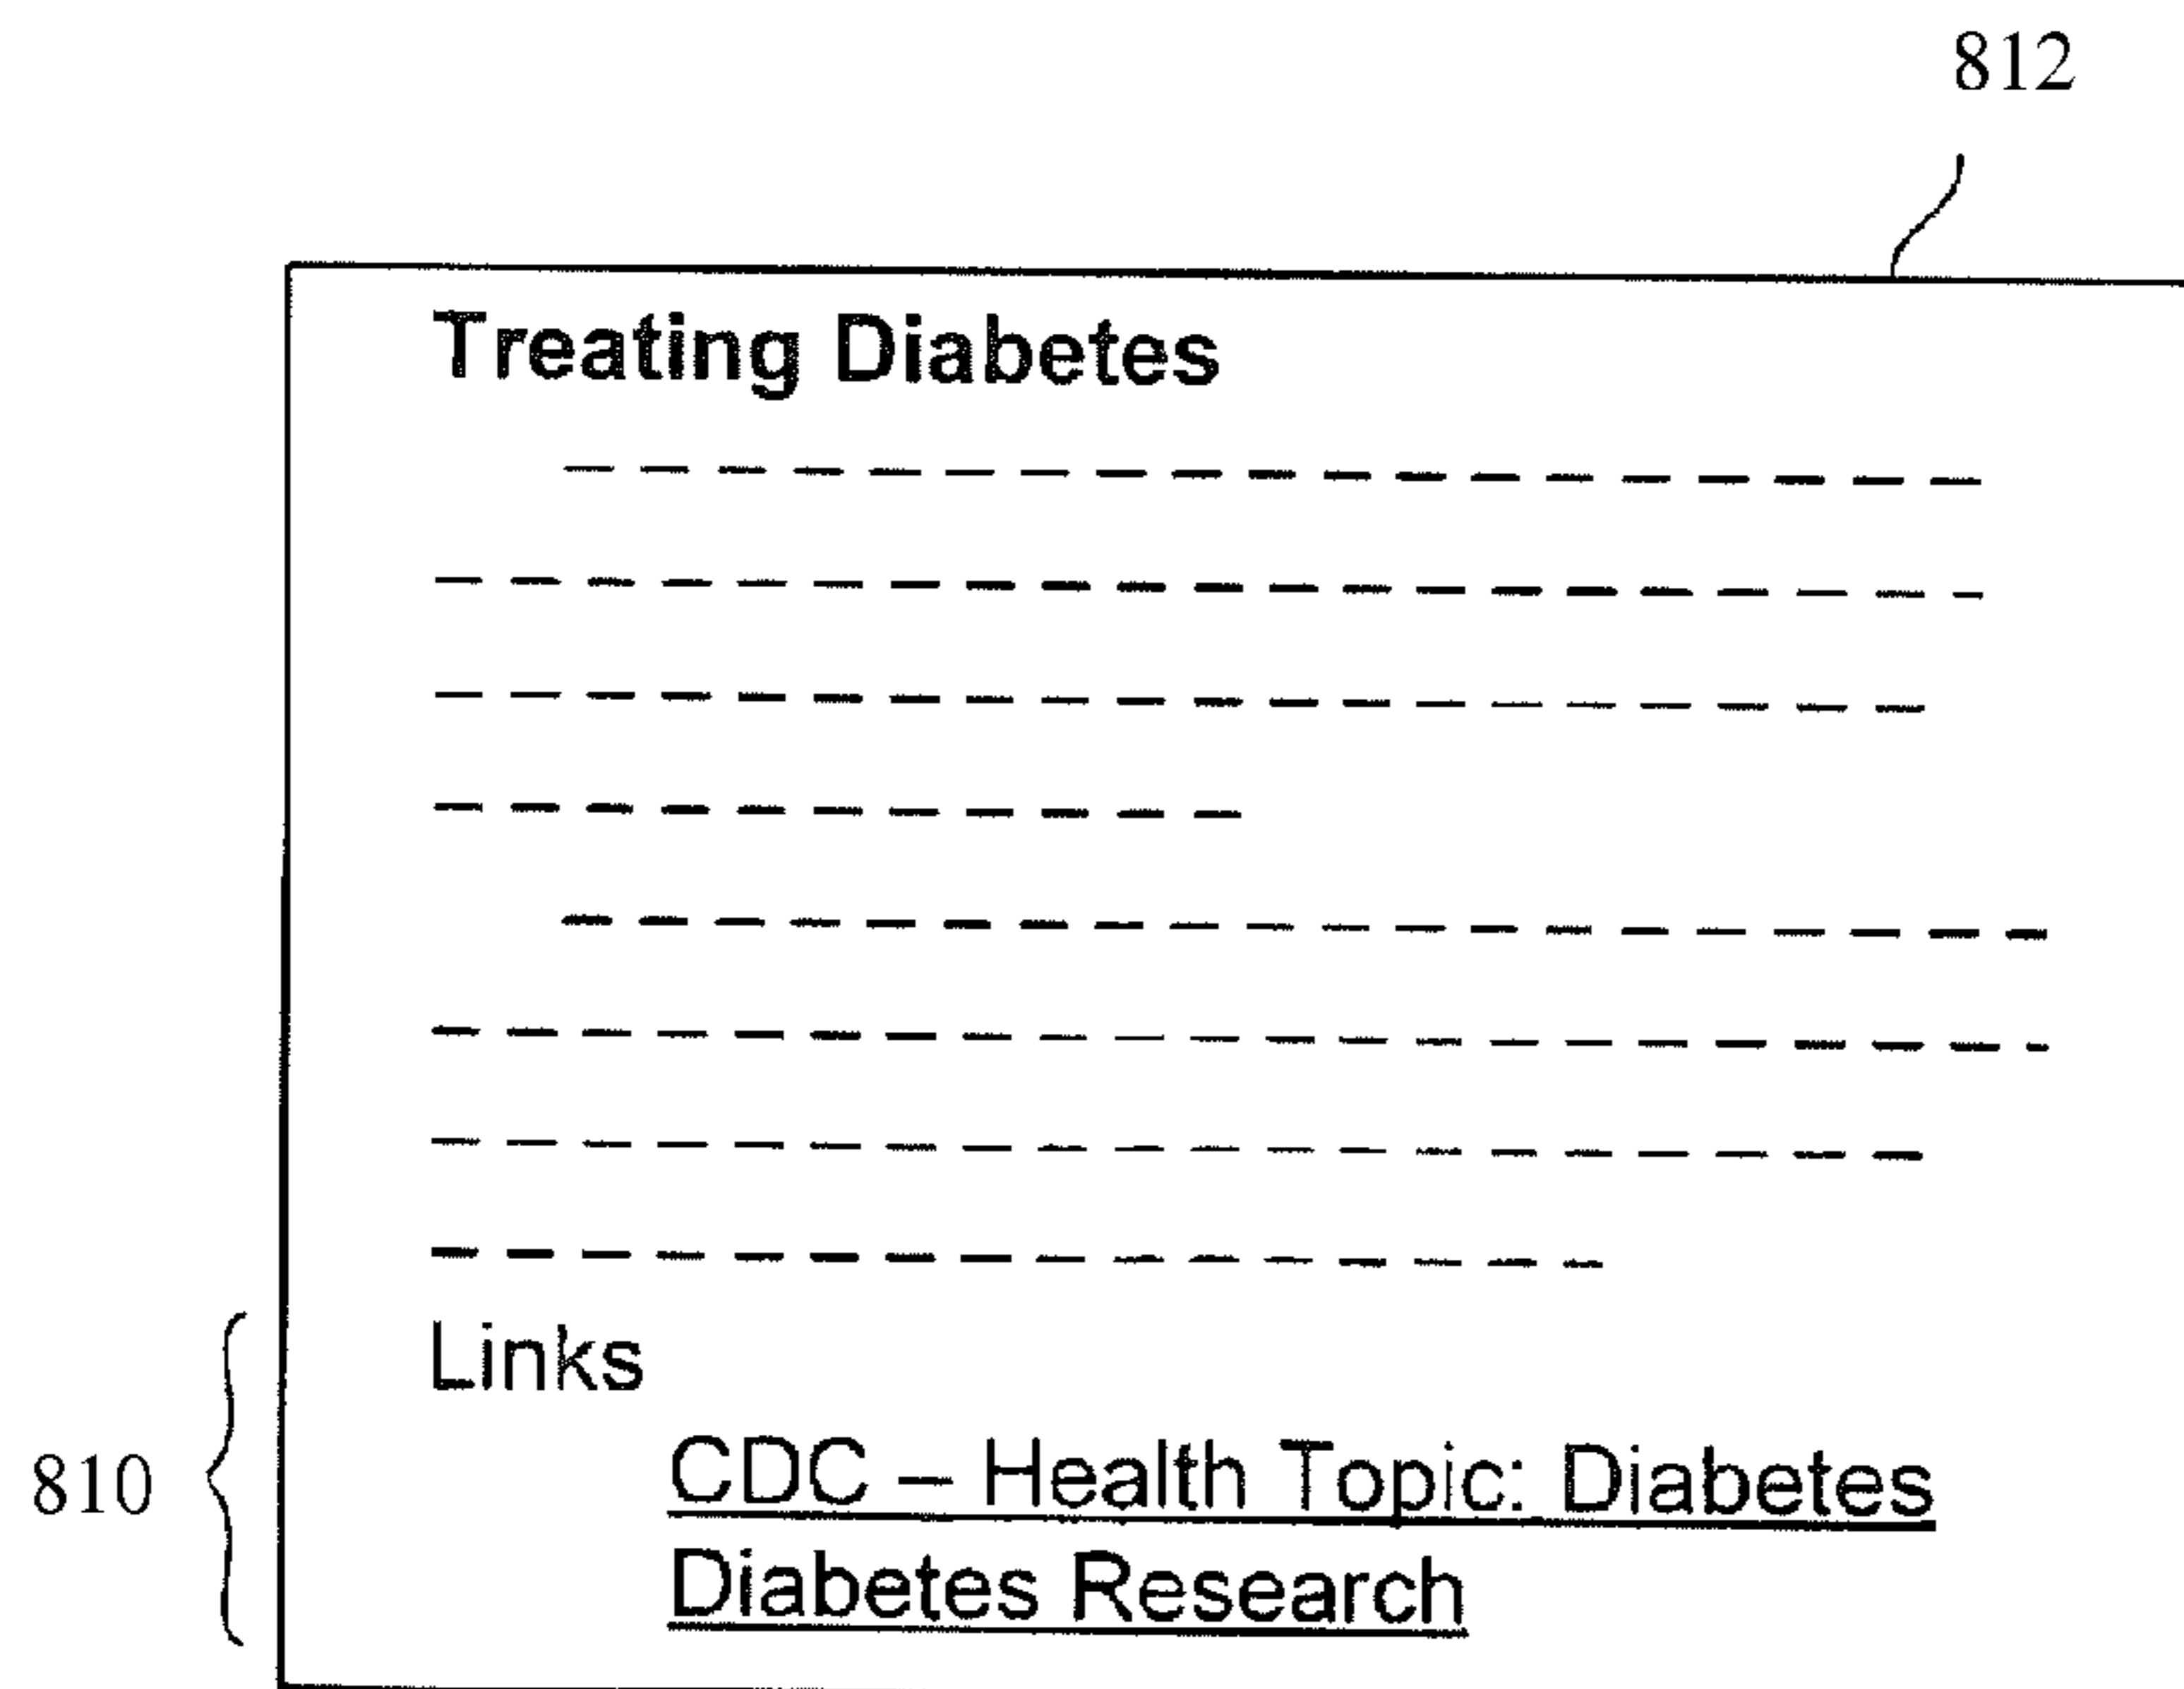 812
Treating Diabetes
Links
810
CDC – Health Topic: Diabetes
Diabetes Research